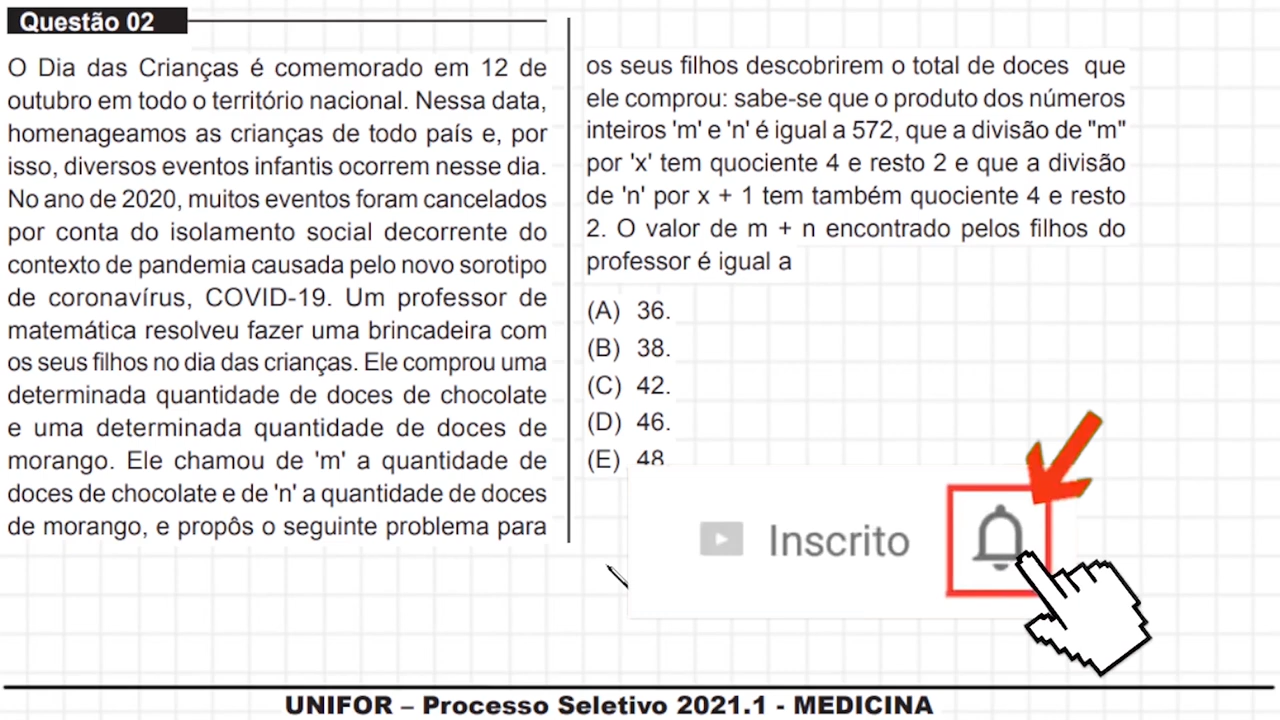 Questão 02
O Dia das Crianças é comemorado em 12 de
outubro em todo o território nacional. Nessa data,
homenageamos as crianças de todo país e, por
isso, diversos eventos infantis ocorrem nesse dia.
No ano de 2020, muitos eventos foram cancelados
por conta do isolamento social decorrente do
contexto de pandemia causada pelo novo sorotipo
de coronavírus, COVID-19. Um professor de
matemática resolveu fazer uma brincadeira com
os seus filhos no dia das crianças. Ele comprou uma
determinada quantidade de doces de chocolate
e uma determinada quantidade de doces de
morango. Ele chamou de 'm' a quantidade de
doces de chocolate e de 'n' a quantidade de doces
de morango, e propôs o seguinte problema para
os seus filhos descobrirem o total de doces que
ele comprou: sabe-se que o produto dos números
inteiros 'm' e 'n' é igual a 572, que a divisão de "m"
por 'x' tem quociente 4 e resto 2 e que a divisão
de 'n' por x + 1 tem também quociente 4 e resto
2. O valor de m + n encontrado pelos filhos do
professor é igual a
(A) 36.
(B) 38.
(C) 42.
(D) 46.
(E) 48
Inscrito
UNIFOR – Processo Seletivo 2021.1 - MEDICINA